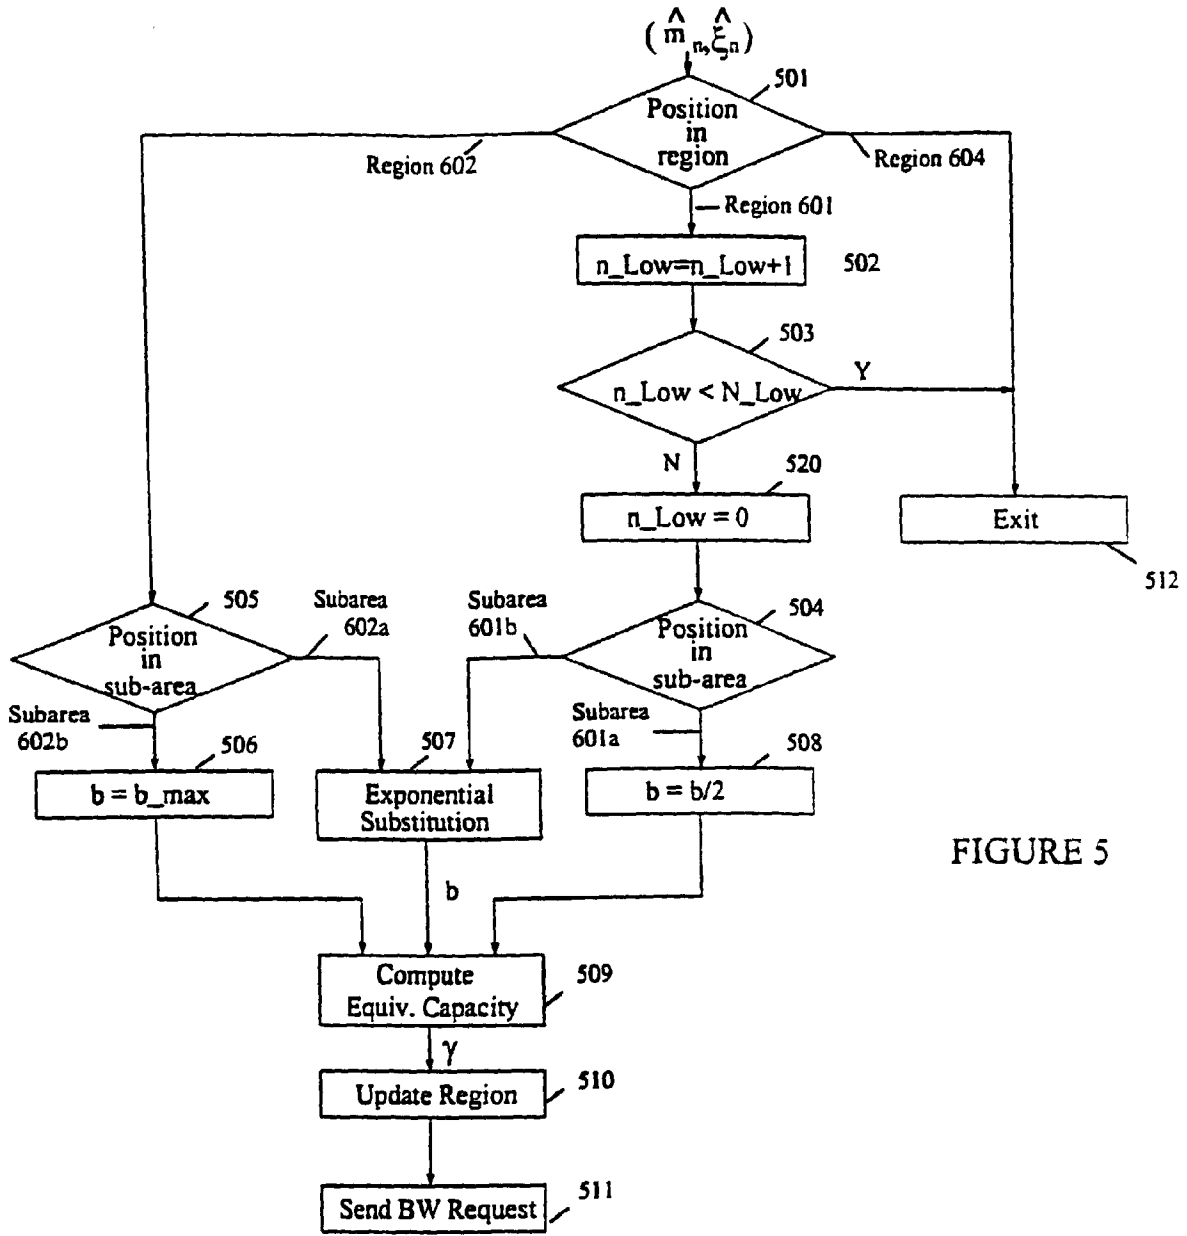 (m̂ n, ξ̂n)
501
Position
in
region
Region 602
Region 604
Region 601
n_Low=n_Low+1
502
503
n_Low < N_Low
Y
N
520
n_Low = 0
Exit
512
505
Position
in
sub-area
Subarea
602a
Subarea
601b
504
Position
in
sub-area
Subarea
602b
Subarea
601a
506
b = b_max
507
Exponential
Substitution
508
b = b/2
FIGURE 5
b
Compute
Equiv. Capacity
509
γ
Update Region
510
Send BW Request
511